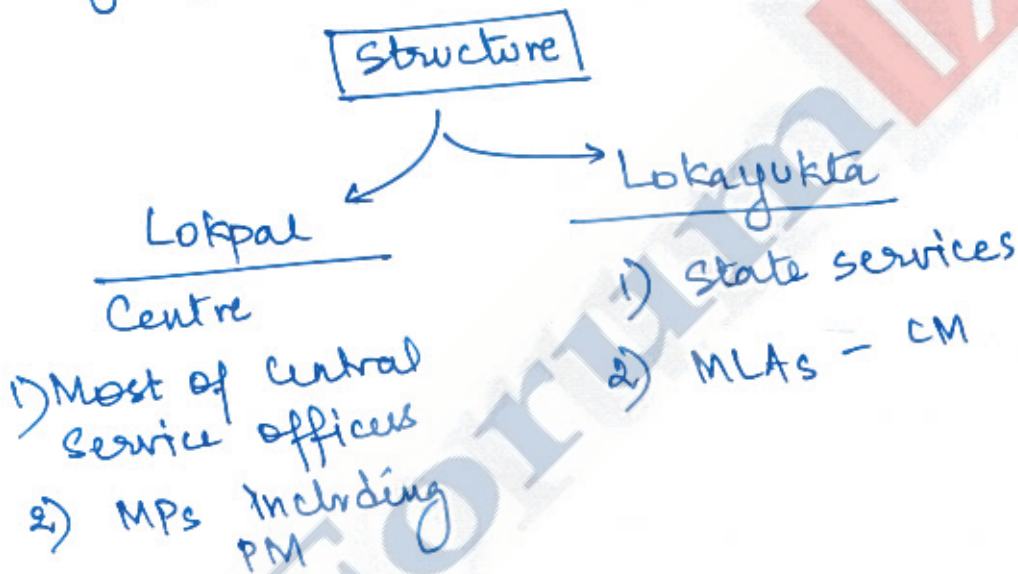 Structure
Lokpal
Centre
1) Most of Central
Service officers
2) MPs Including
PM
Lokayukta
1) State services
2) MLAs - CM
Forum